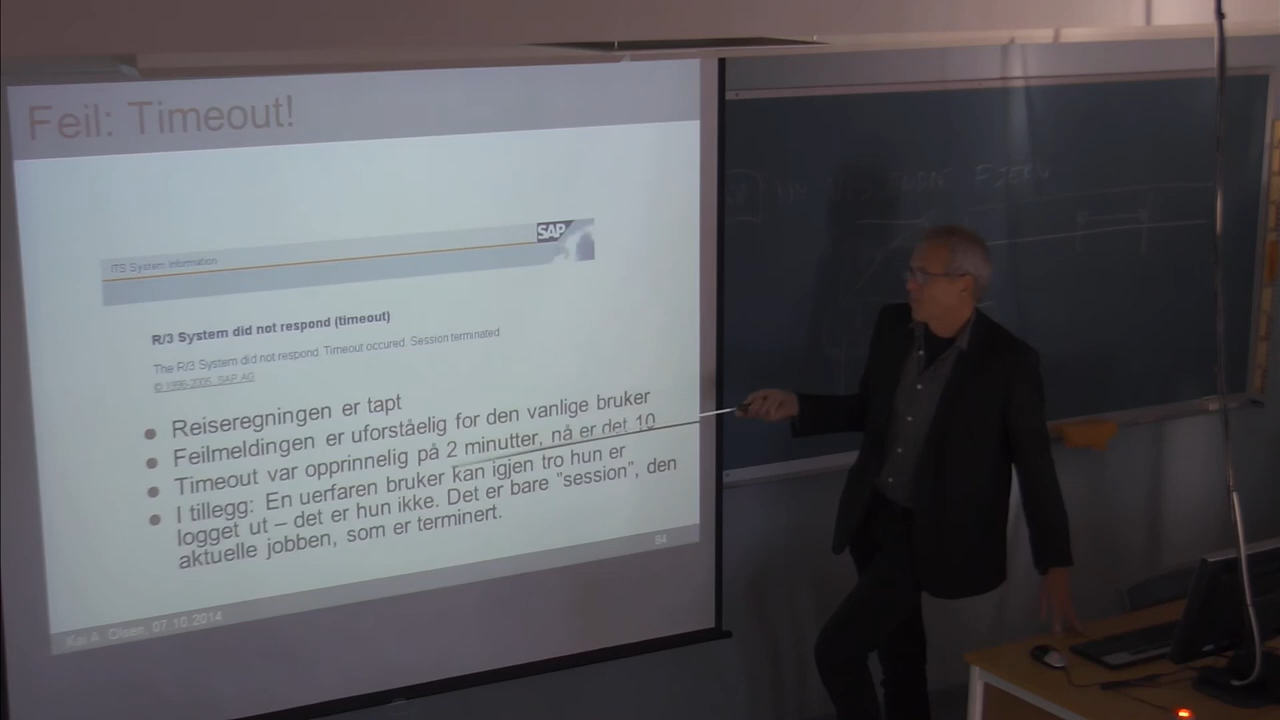 Feil: Timeout!
SAP
ITS System Information
R/3 System did not respond (timeout)
The R/3 System did not respond. Timeout occured. Session terminated
© 1996-2005, SAP AG
Reiseregningen er tapt
Feilmeldingen er uforståelig for den vanlige bruker
Timeout var opprinnelig på 2 minutter, nå er det 10
I tillegg: En uerfaren bruker kan igjen tro hun er
logget ut – det er hun ikke. Det er bare "session", den
aktuelle jobben, som er terminert.
84
Kai A. Olsen, 07.10.2014